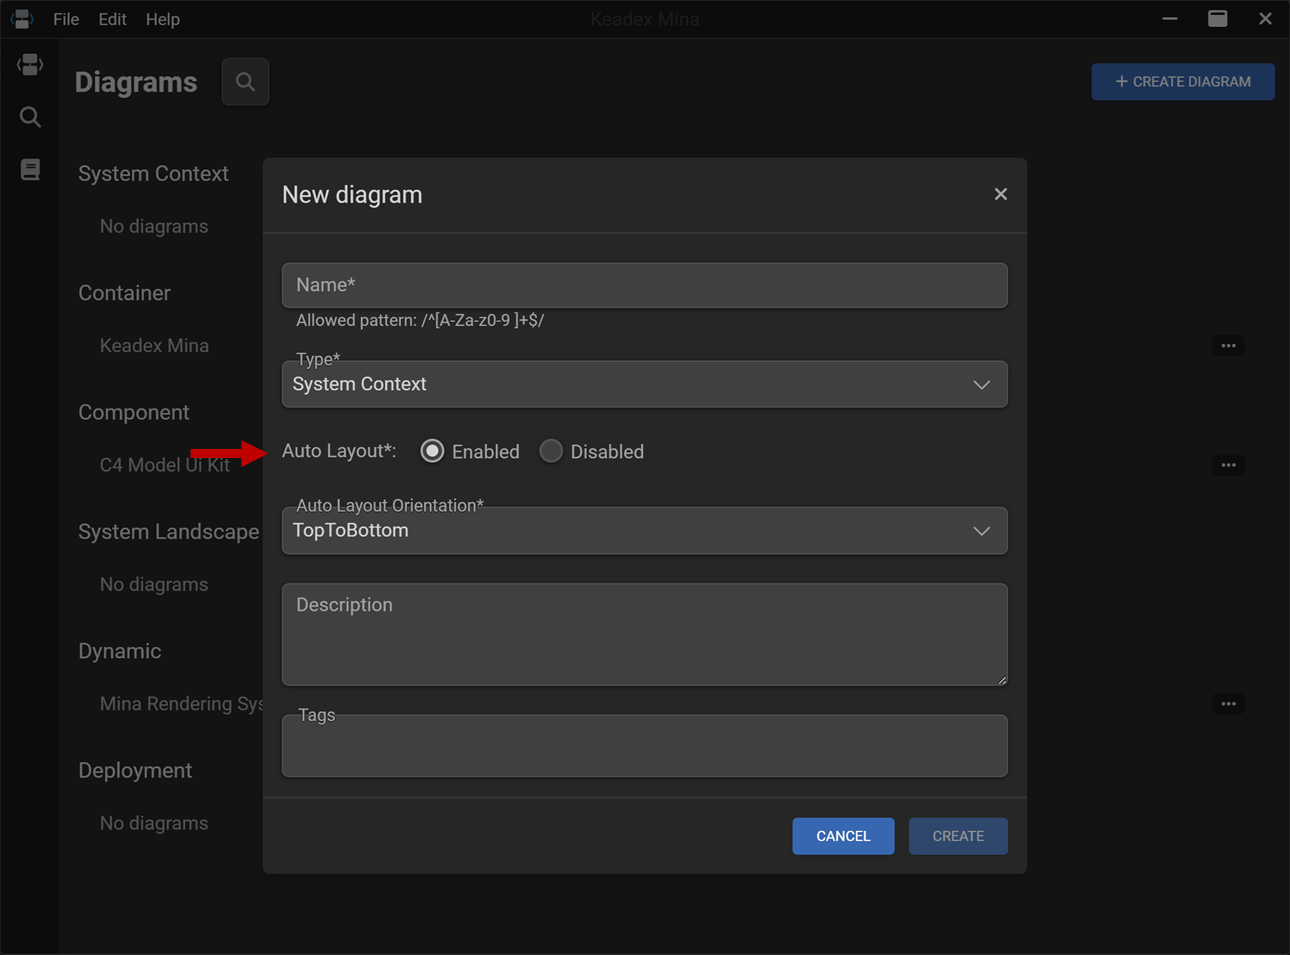 File Edit Help
Keadex Mina
Diagrams
+ CREATE DIAGRAM
System Context
No diagrams
Container
Keadex Mina
Component
C4 Model Ui Kit
System Landscape
No diagrams
Dynamic
Mina Rendering Sys
Deployment
No diagrams
New diagram
Name*
Allowed pattern: /^[A-Za-z0-9 ]+$/
Type*
System Context
Auto Layout*: Enabled Disabled
Auto Layout Orientation*
TopToBottom
Description
Tags
CANCEL CREATE